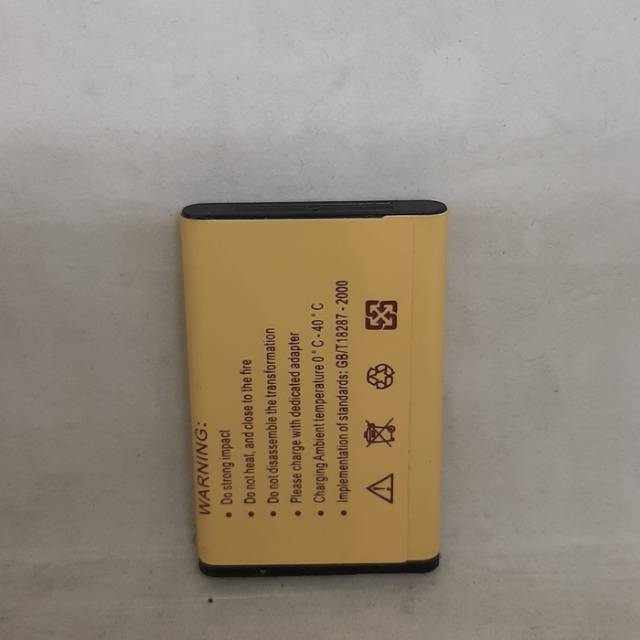 WARNING:
• Do strong impact
• Do not heat, and close to the fire
• Do not disassemble the transformation
• Please charge with dedicated adapter
• Charging Ambient temperature 0°C-40°C
• Implementation of standards: GB/T18287-2000